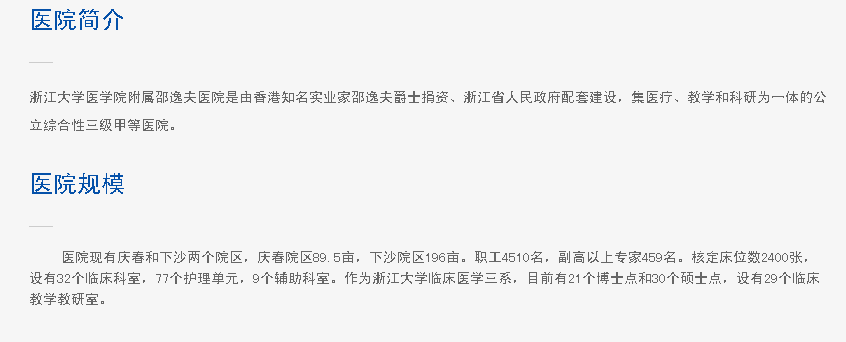 医院简介
浙江大学医学院附属邵逸夫医院是由香港知名实业家邵逸夫爵士捐资、浙江省人民政府配套建设，集医疗、教学和科研为一体的公
立综合性三级甲等医院。
医院规模
医院现有庆春和下沙两个院区，庆春院区89.5亩，下沙院区196亩。职工4510名，副高以上专家459名。核定床位数2400张，
设有32个临床科室，77个护理单元，9个辅助科室。作为浙江大学临床医学三系，目前有21个博士点和30个硕士点，设有29个临床
教学教研室。